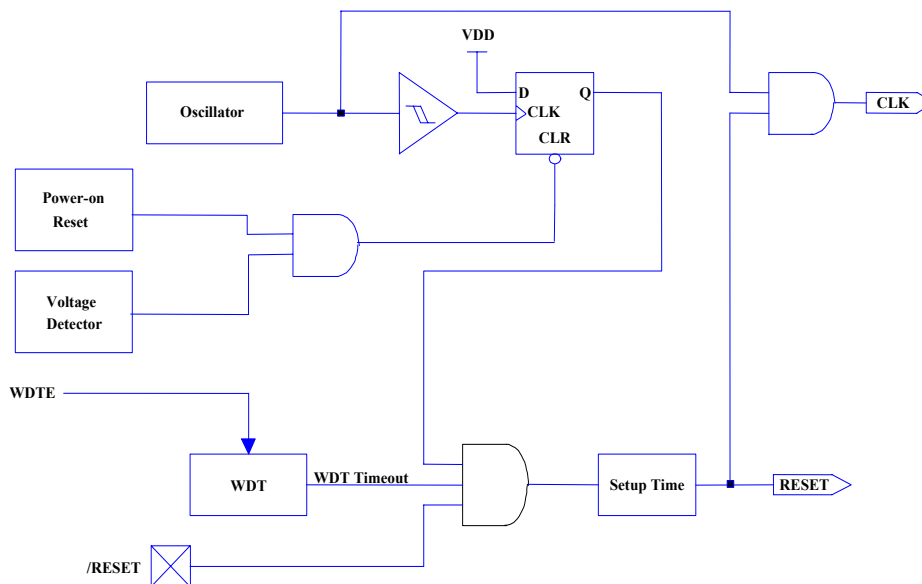 VDD
Oscillator
D
Q
CLK
CLR
CLK
Power-on
Reset
Voltage
Detector
WDTE
WDT
WDT Timeout
Setup Time
RESET
/RESET